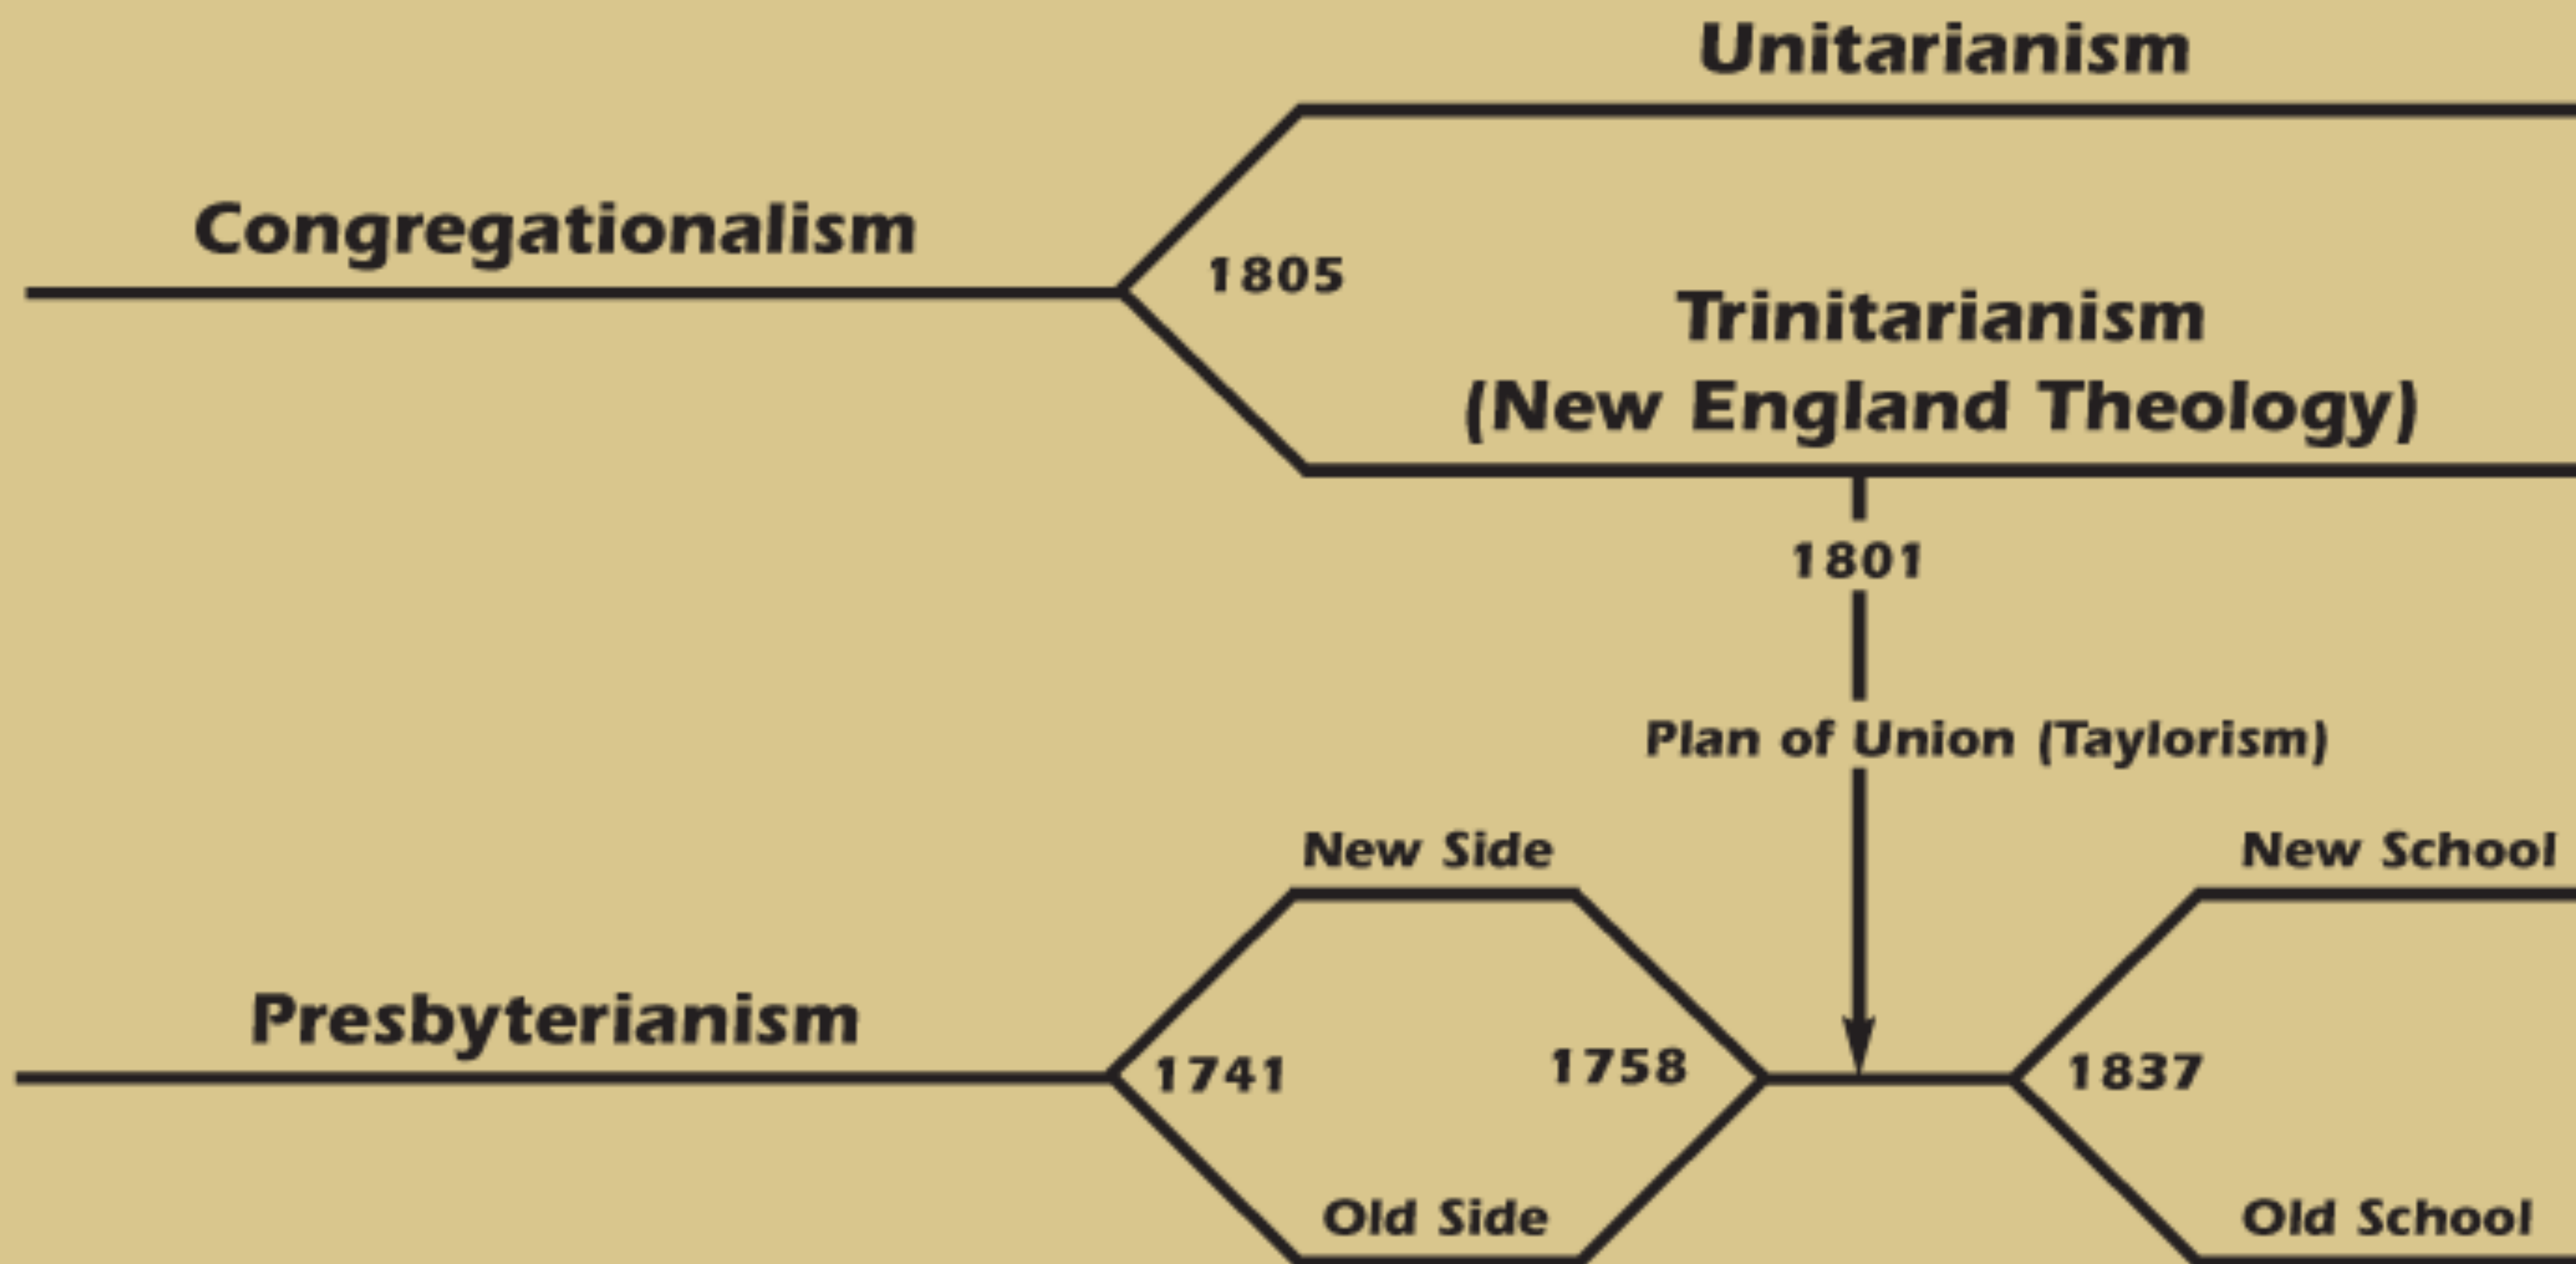 Unitarianism
Congregationalism
1805
Trinitarianism
(New England Theology)
1801
Plan of Union (Taylorism)
New Side
New School
Presbyterianism
1741
1758
1837
Old Side
Old School